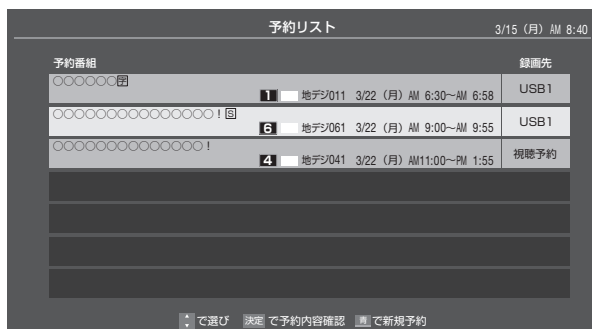 予約リスト
3/15（月）AM 8:40
予約番組
録画先
○○○○○○字
1 地デジ011 3/22（月）AM 6:30～AM 6:58
USB1
○○○○○○○○○○○○○○○！S
6 地デジ061 3/22（月）AM 9:00～AM 9:55
USB1
○○○○○○○○○○○○○○！
4 地デジ041 3/22（月）AM11:00～PM 1:55
視聴予約
で選び 決定 で予約内容確認 青 で新規予約